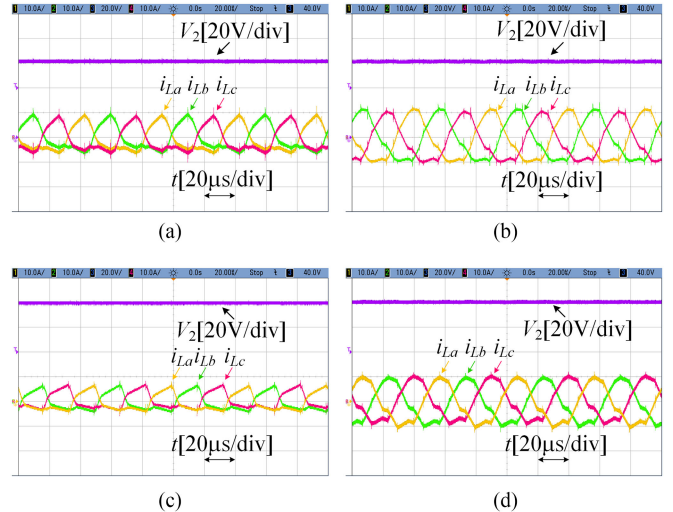 1 10.0A/ 2 10.0A/ 3 20.0V/ 4 10.0A/ 0.0s 20.00%/ Stop 3 40.0V
1 10.0A/ 2 10.0A/ 3 20.0V/ 4 10.0A/ 0.0s 20.00%/ Stop 3 40.0V
V2[20V/div]
V2[20V/div]
iLa iLb iLc
iLa iLb iLc
t[20μs/div]
t[20μs/div]
(a)
(b)
1 10.0A/ 2 10.0A/ 3 20.0V/ 4 10.0A/ 0.0s 20.00%/ Stop 3 40.0V
1 10.0A/ 2 10.0A/ 3 20.0V/ 4 10.0A/ 0.0s 20.00%/ Stop 3 40.0V
V2[20V/div]
V2[20V/div]
iLa iLb iLc
iLa iLb iLc
t[20μs/div]
t[20μs/div]
(c)
(d)